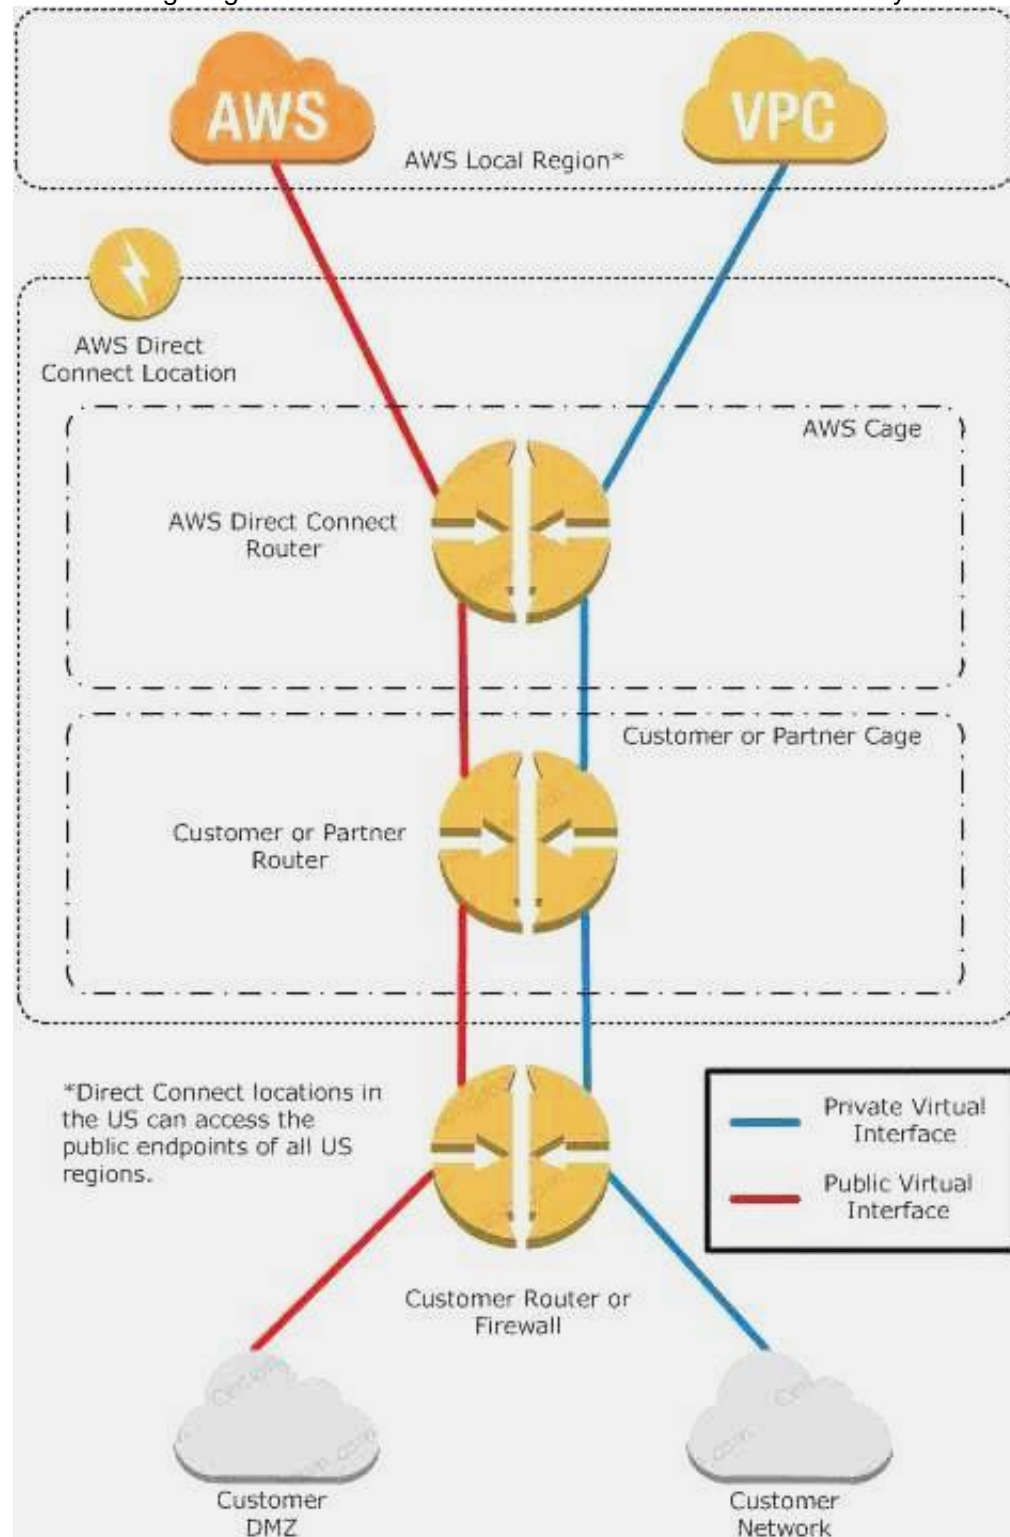 AWS
VPC
AWS Local Region*
AWS Direct
Connect Location
AWS Cage
AWS Direct Connect
Router
Customer or Partner Cage
Customer or Partner
Router
*Direct Connect locations in
the US can access the
public endpoints of all US
regions.
Private Virtual
Interface
Public Virtual
Interface
Customer Router or
Firewall
Customer
DMZ
Customer
Network